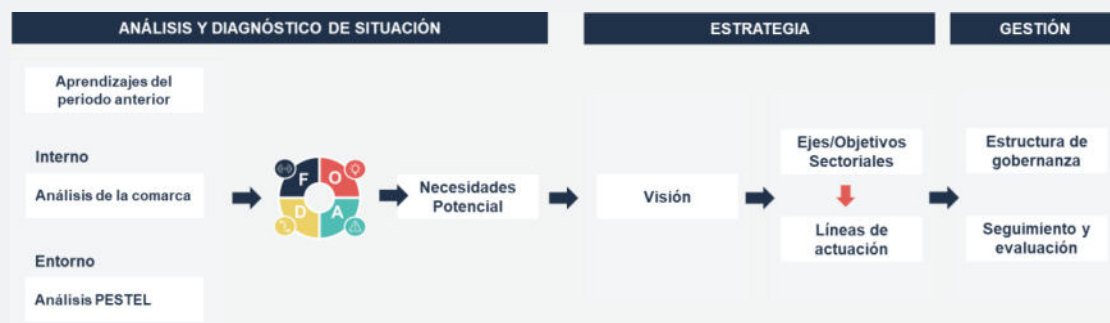 ANÁLISIS Y DIAGNÓSTICO DE SITUACIÓN
Aprendizajes del
periodo anterior
Interno
Análisis de la comarca
Entorno
Análisis PESTEL
F O
D A
Necesidades
Potencial
ESTRATEGIA
Visión
Ejes/Objetivos
Sectoriales
Líneas de
actuación
GESTIÓN
Estructura de
gobernanza
Seguimiento y
evaluación